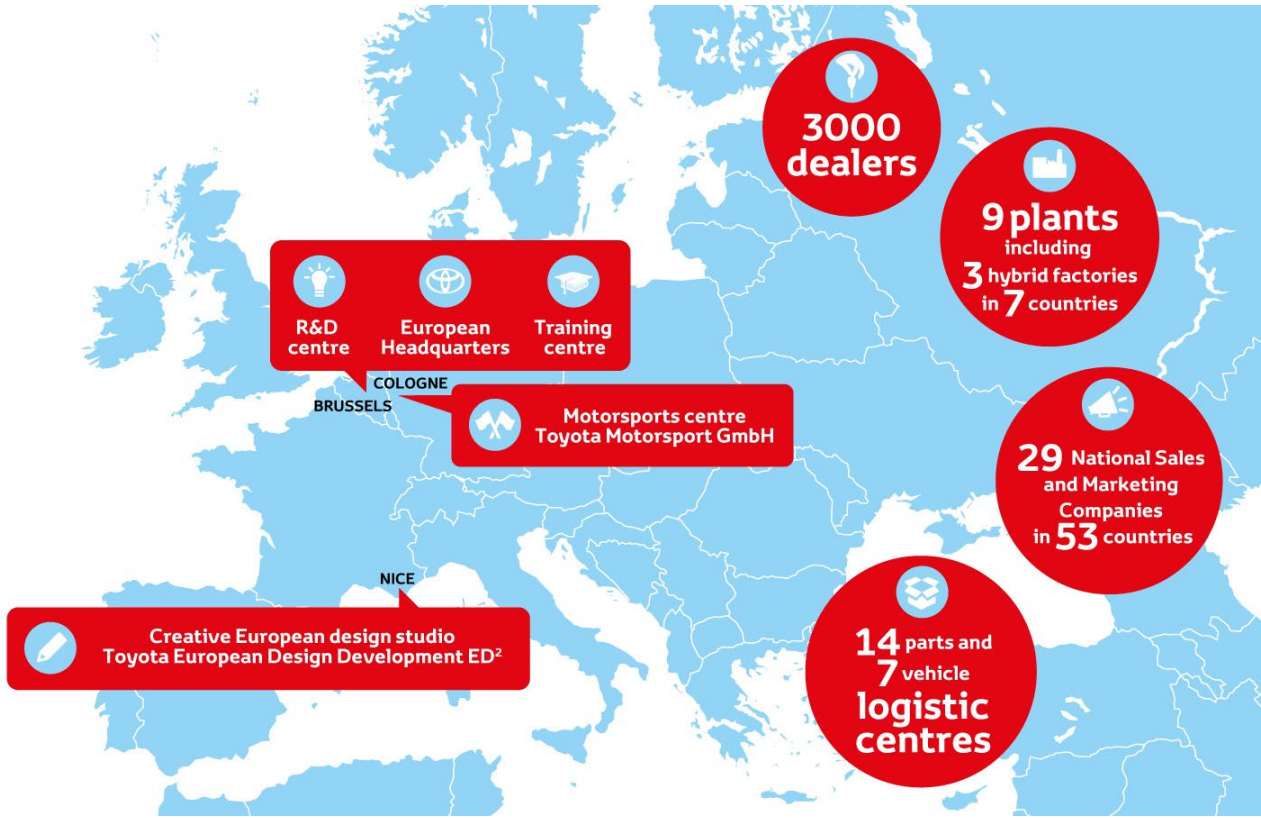 3000
dealers
9 plants
including
3 hybrid factories
in 7 countries
R&D
centre
European
Headquarters
Training
centre
COLOGNE
BRUSSELS
Motorsports centre
Toyota Motorsport GmbH
29 National Sales
and Marketing
Companies
in 53 countries
NICE
Creative European design studio
Toyota European Design Development ED²
14 parts and
7 vehicle
logistic
centres